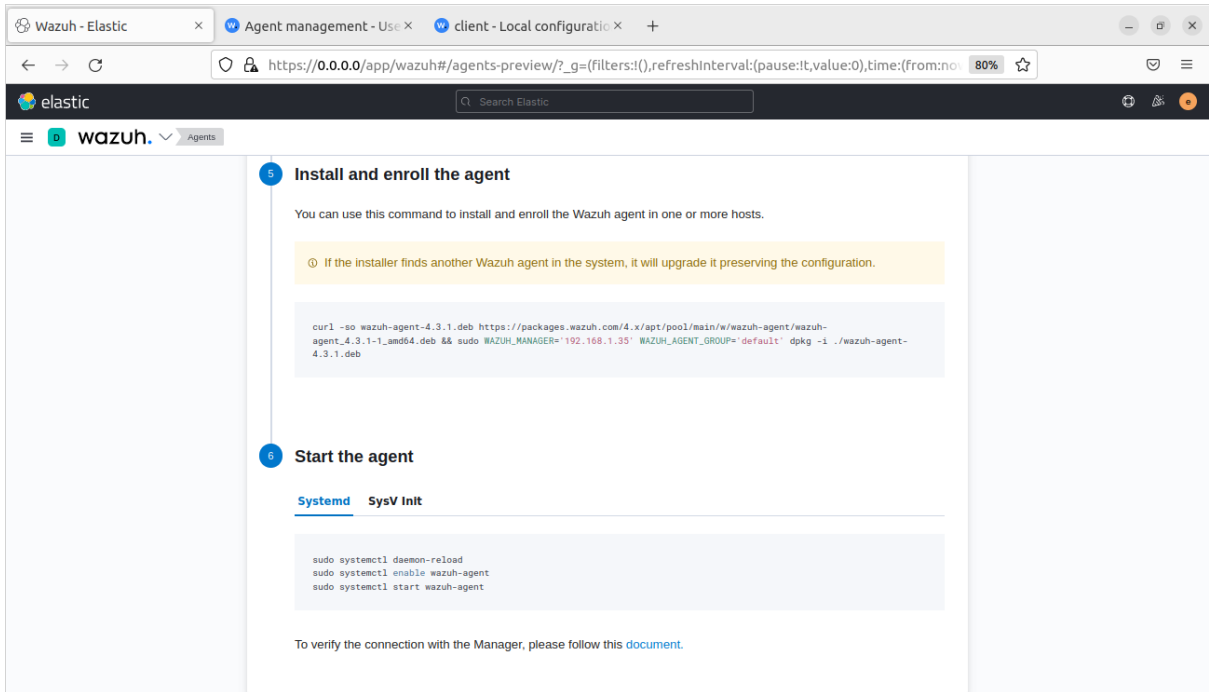 Wazuh - Elastic
Agent management - Use
client - Local configuratio
https://0.0.0.0/app/wazuh#/agents-preview/?_g=(filters:!(),refreshInterval:(pause:!t,value:0),time:(from:nov
80%
elastic
Search Elastic
e
D
wazuh.
Agents
5
Install and enroll the agent
You can use this command to install and enroll the Wazuh agent in one or more hosts.
If the installer finds another Wazuh agent in the system, it will upgrade it preserving the configuration.
curl -so wazuh-agent-4.3.1.deb https://packages.wazuh.com/4.x/apt/pool/main/w/wazuh-agent/wazuh-
agent_4.3.1-1_amd64.deb && sudo WAZUH_MANAGER='192.168.1.35' WAZUH_AGENT_GROUP='default' dpkg -i ./wazuh-agent-
4.3.1.deb
6
Start the agent
Systemd
SysV Init
sudo systemctl daemon-reload
sudo systemctl enable wazuh-agent
sudo systemctl start wazuh-agent
To verify the connection with the Manager, please follow this document.